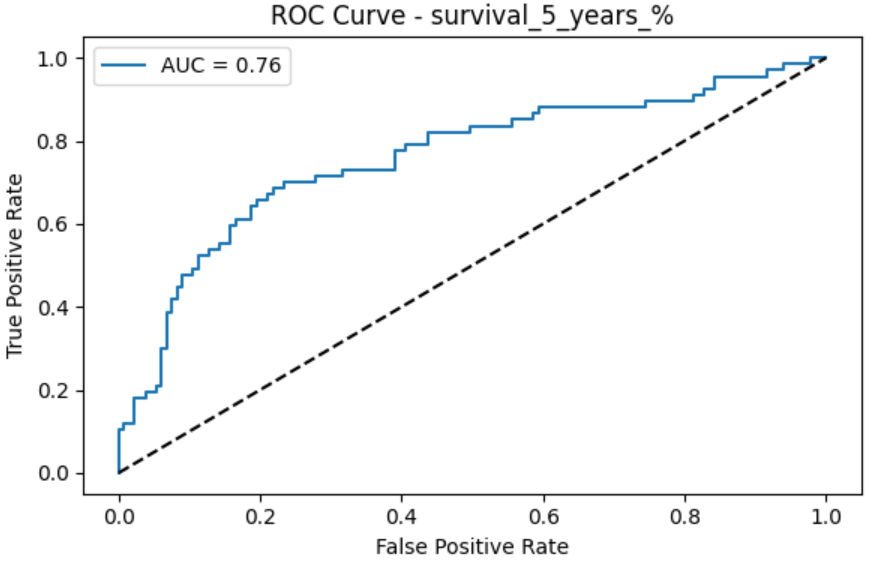 ROC Curve - survival_5_years_%
AUC = 0.76
1.0
0.8
0.6
0.4
0.2
0.0
True Positive Rate
0.0 0.2 0.4 0.6 0.8 1.0
False Positive Rate